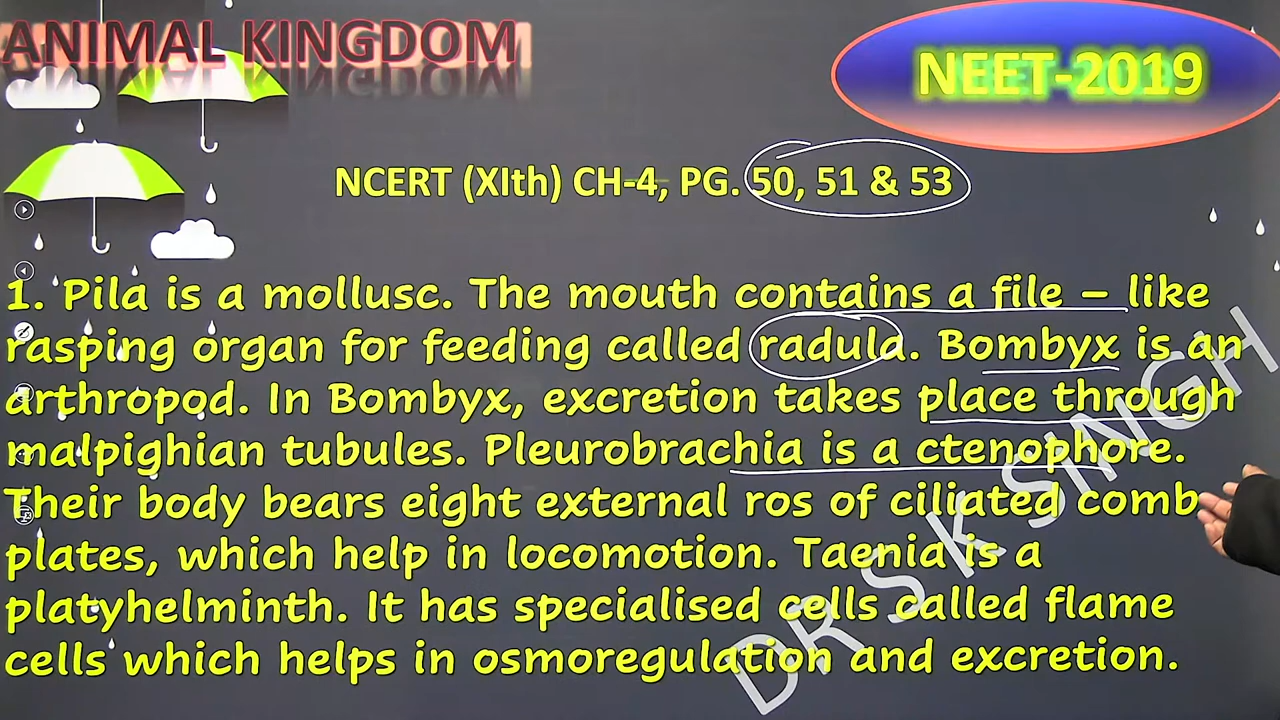 ANIMAL KINGDOM
NEET-2019
NCERT (XIth) CH-4, PG. 50, 51 & 53
1. Pila is a mollusc. The mouth contains a file – like
rasping organ for feeding called radula. Bombyx is an
arthropod. In Bombyx, excretion takes place through
malpighian tubules. Pleurobrachia is a ctenophore.
Their body bears eight external ros of ciliated comb
plates, which help in locomotion. Taenia is a
platyhelminth. It has specialised cells called flame
cells which helps in osmoregulation and excretion.
DR S K SINGH